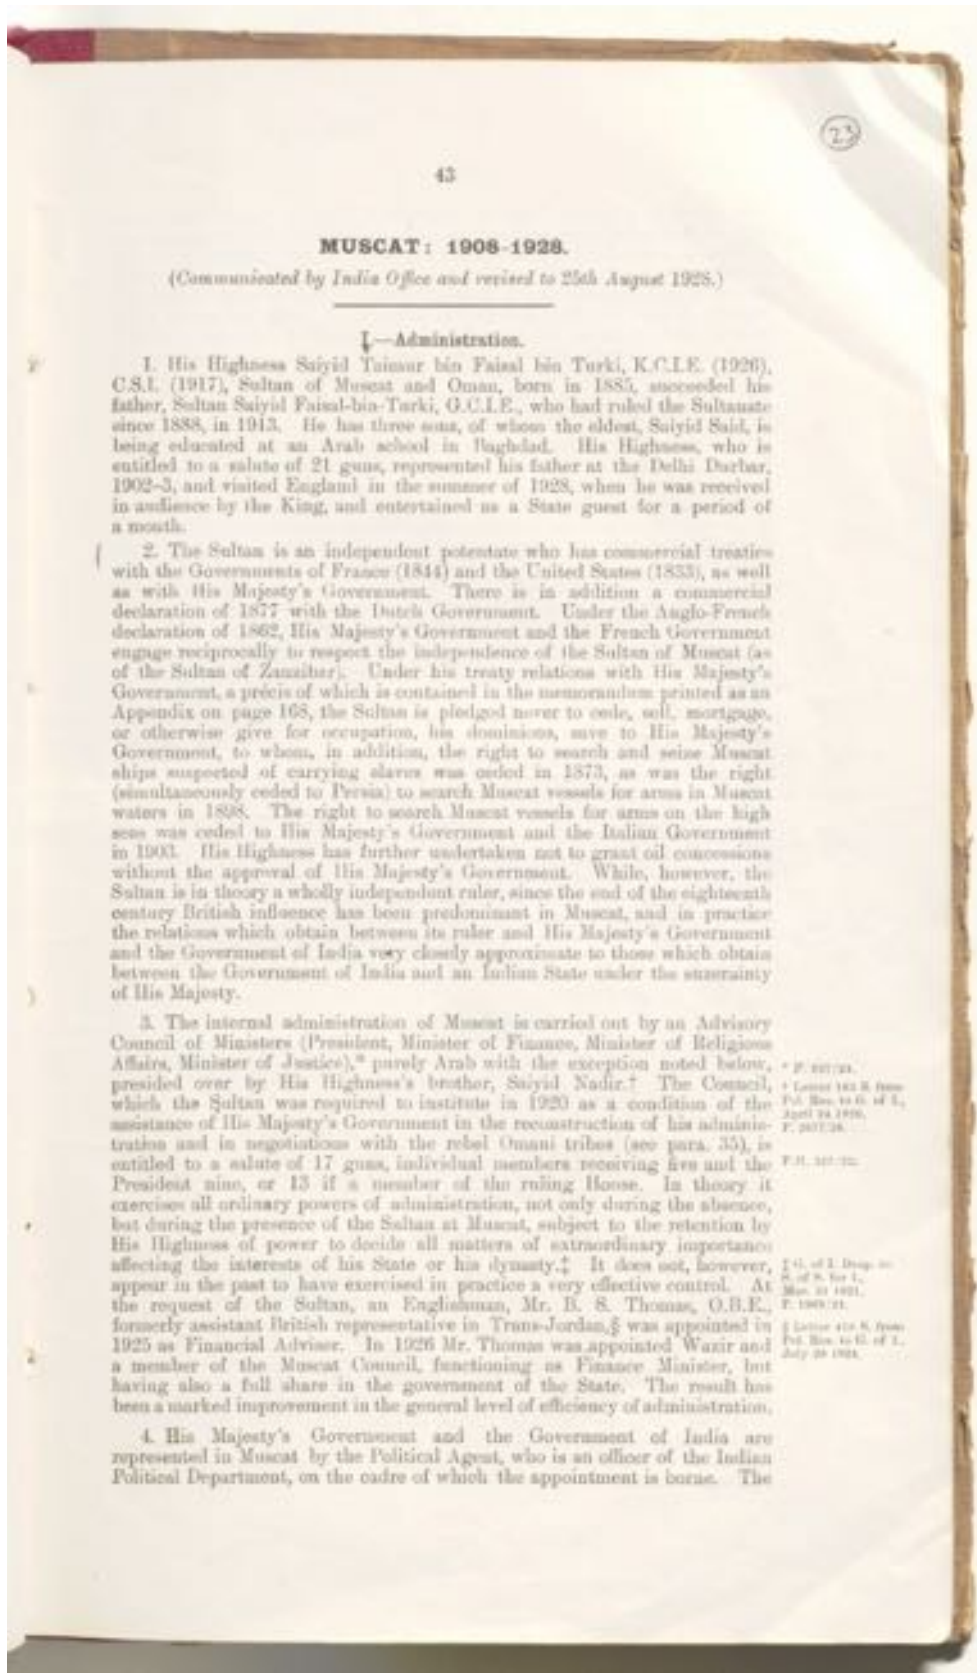 23
43
MUSCAT: 1908-1928.
(Communicated by India Office and revised to 25th August 1928.)
I.—Administration.
1. His Highness Saiyid Taimur bin Faisal bin Turki, K.C.I.E. (1926),
C.S.I. (1917), Sultan of Muscat and Oman, born in 1885, succeeded his
father, Sultan Saiyid Faisal-bin-Turki, G.C.I.E., who had ruled the Sultanate
since 1888, in 1913. He has three sons, of whom the eldest, Saiyid Said, is
being educated at an Arab school in Baghdad. His Highness, who is
entitled to a salute of 21 guns, represented his father at the Delhi Durbar,
1902-3, and visited England in the summer of 1928, when he was received
in audience by the King, and entertained as a State guest for a period of
a month.
2. The Sultan is an independent potentate who has commercial treaties
with the Governments of France (1844) and the United States (1833), as well
as with His Majesty's Government. There is in addition a commercial
declaration of 1877 with the Dutch Government. Under the Anglo-French
declaration of 1862, His Majesty's Government and the French Government
engage reciprocally to respect the independence of the Sultan of Muscat (as
of the Sultan of Zanzibar). Under his treaty relations with His Majesty's
Government, a précis of which is contained in the memorandum printed as an
Appendix on page 168, the Sultan is pledged never to cede, sell, mortgage,
or otherwise give for occupation, his dominions, save to His Majesty's
Government, to whom, in addition, the right to search and seize Muscat
ships suspected of carrying slaves was ceded in 1873, as was the right
(simultaneously ceded to Persia) to search Muscat vessels for arms in Muscat
waters in 1898. The right to search Muscat vessels for arms on the high
seas was ceded to His Majesty's Government and the Italian Government
in 1903. His Highness has further undertaken not to grant oil concessions
without the approval of His Majesty's Government. While, however, the
Sultan is in theory a wholly independent ruler, since the end of the eighteenth
century British influence has been predominant in Muscat, and in practice
the relations which obtain between its ruler and His Majesty's Government
and the Government of India very closely approximate to those which obtain
between the Government of India and an Indian State under the suzerainty
of His Majesty.
3. The internal administration of Muscat is carried out by an Advisory
Council of Ministers (President, Minister of Finance, Minister of Religious
Affairs, Minister of Justice),* purely Arab with the exception noted below,
presided over by His Highness's brother, Saiyid Nadir.† The Council,
which the Sultan was required to institute in 1920 as a condition of the
assistance of His Majesty's Government in the reconstruction of his adminis-
tration and in negotiations with the rebel Omani tribes (see para. 35), is
entitled to a salute of 17 guns, individual members receiving five and the
President nine, or 13 if a member of the ruling House. In theory it
exercises all ordinary powers of administration, not only during the absence,
but during the presence of the Sultan at Muscat, subject to the retention by
His Highness of power to decide all matters of extraordinary importance
affecting the interests of his State or his dynasty.‡ It does not, however,
appear in the past to have exercised in practice a very effective control. At
the request of the Sultan, an Englishman, Mr. B. S. Thomas, O.B.E.,
formerly assistant British representative in Trans-Jordan,§ was appointed in
1925 as Financial Adviser. In 1926 Mr. Thomas was appointed Wazir and
a member of the Muscat Council, functioning as Finance Minister, but
having also a full share in the government of the State. The result has
been a marked improvement in the general level of efficiency of administration.
4. His Majesty's Government and the Government of India are
represented in Muscat by the Political Agent, who is an officer of the Indian
Political Department, on the cadre of which the appointment is borne. The
† Letter from
Pol. Res. to G. of I.,
‡ G. of I. Desp. to
S. of S. for I.,
§ Letter from
Pol. Res. to G. of I.,